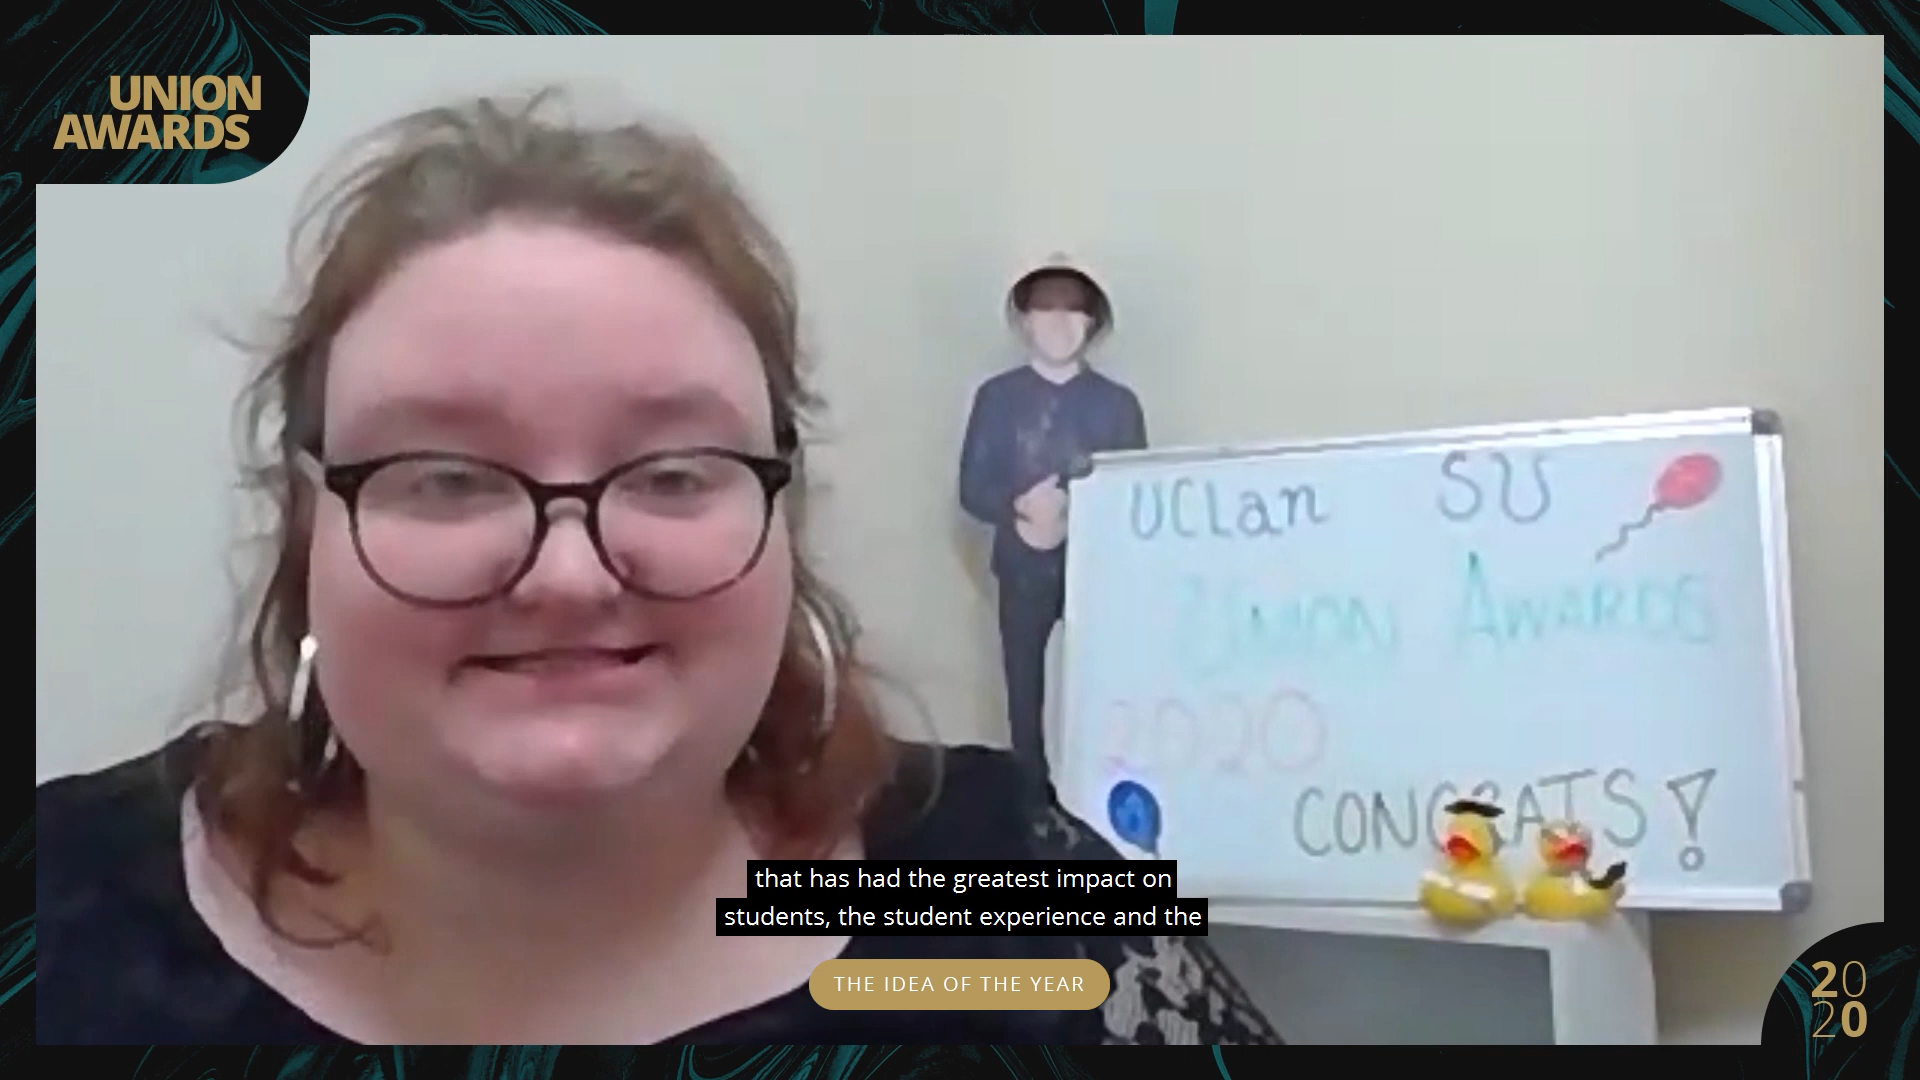 UNION
AWARDS
UCLan SU
UNION AWARDS
2020
CONGRATS!
that has had the greatest impact on
students, the student experience and the
THE IDEA OF THE YEAR
20
20